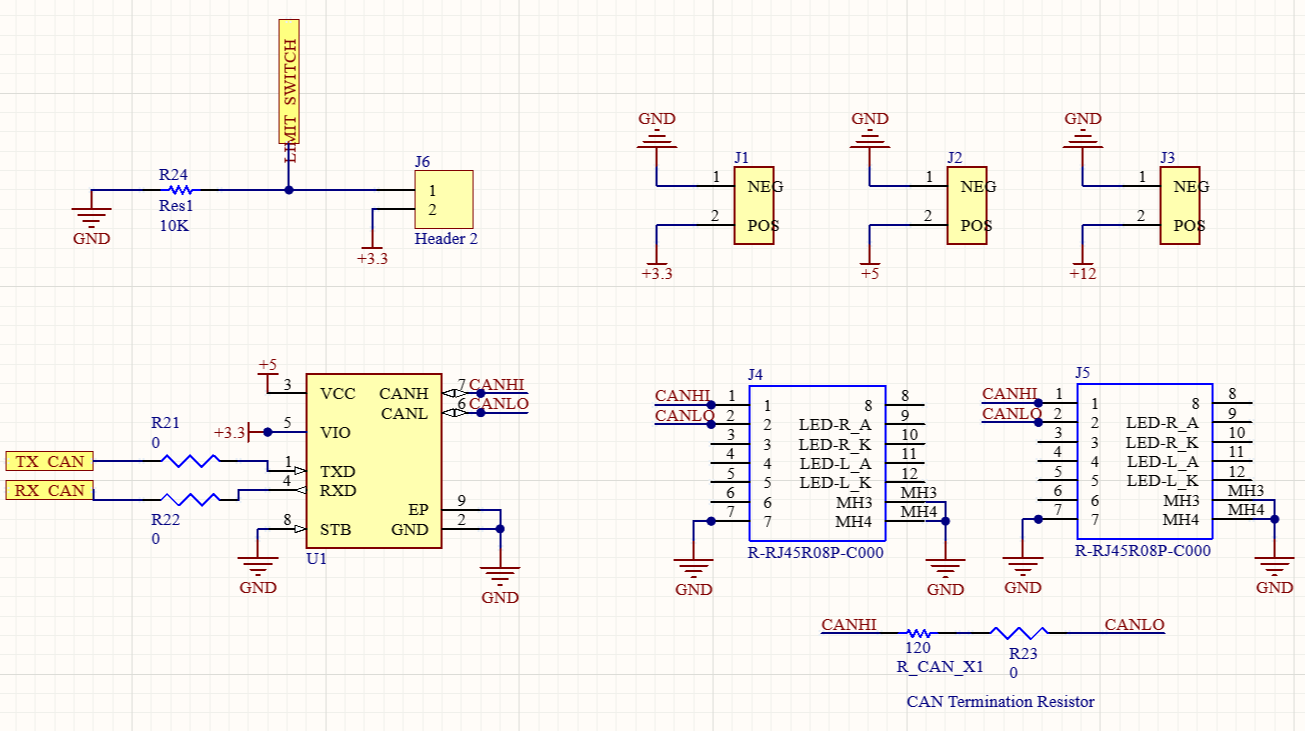 LIMIT SWITCH
R24
Res1
10K
GND
J6
1
2
Header 2
+3.3
GND
J1
1
NEG
2
POS
+3.3
GND
J2
1
NEG
2
POS
+5
GND
J3
1
NEG
2
POS
+12
+5
3
VCC
CANH
7
CANHI
CANL
6
CANLO
+3.3
5
VIO
R21
0
TX CAN
1
TXD
RX CAN
4
RXD
R22
0
EP
9
8
STB
GND
2
U1
GND
GND
J4
CANHI
1
1
8
8
CANLO
2
2
LED-R_A
9
3
3
LED-R_K
10
4
4
LED-L_A
11
5
5
LED-L_K
12
6
6
MH3
MH3
7
7
MH4
MH4
R-RJ45R08P-C000
GND
GND
J5
CANHI
1
1
8
8
CANLO
2
2
LED-R_A
9
3
3
LED-R_K
10
4
4
LED-L_A
11
5
5
LED-L_K
12
6
6
MH3
MH3
7
7
MH4
MH4
R-RJ45R08P-C000
GND
GND
CANHI
CANLO
120
R_CAN_X1
R23
0
CAN Termination Resistor